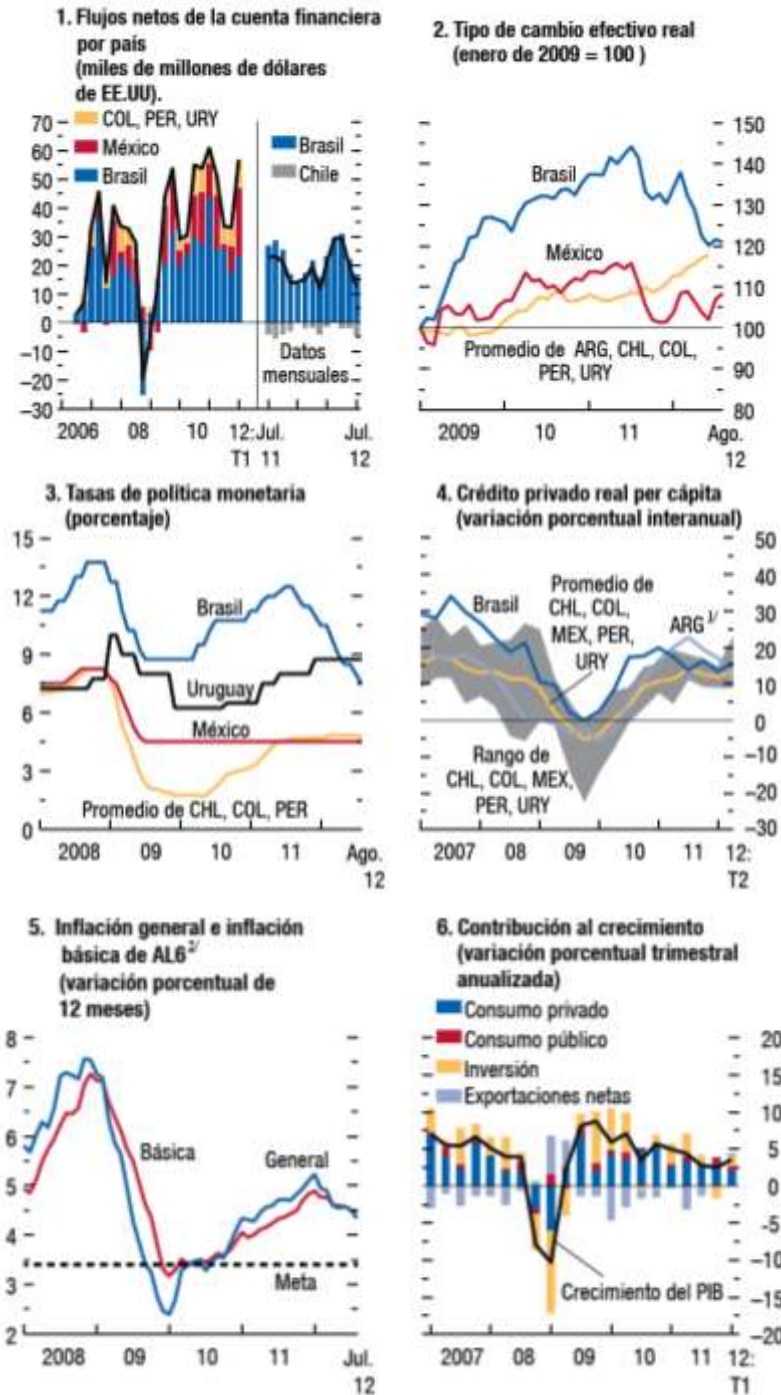 1. Flujos netos de la cuenta financiera
por país
(miles de millones de dólares
de EE.UU).
COL, PER, URY
México
Brasil
Brasil
Chile
70
60
50
40
30
20
10
0
–10
–20
–30
Datos
mensuales
2006
08
10
12:
T1
Jul.
11
Jul.
12
2. Tipo de cambio efectivo real
(enero de 2009 = 100 )
150
140
130
120
110
100
90
80
Brasil
México
Promedio de ARG, CHL, COL,
PER, URY
2009
10
11
Ago.
12
3. Tasas de política monetaria
(porcentaje)
15
12
9
6
3
0
Brasil
Uruguay
México
Promedio de CHL, COL, PER
2008
09
10
11
Ago.
12
4. Crédito privado real per cápita
(variación porcentual interanual)
50
40
30
20
10
0
–10
–20
–30
Brasil
Promedio de
CHL, COL,
MEX, PER,
URY
ARG 1/
Rango de
CHL, COL, MEX,
PER, URY
2007
08
09
10
11
12:
T2
5. Inflación general e inflación
básica de AL6 2/
(variación porcentual de
12 meses)
8
7
6
5
4
3
2
Básica
General
Meta
2008
09
10
11
Jul.
12
6. Contribución al crecimiento
(variación porcentual trimestral
anualizada)
Consumo privado
Consumo público
Inversión
Exportaciones netas
20
15
10
5
0
–5
–10
–15
–20
Crecimiento del PIB
2007
08
09
10
11
12:
T1